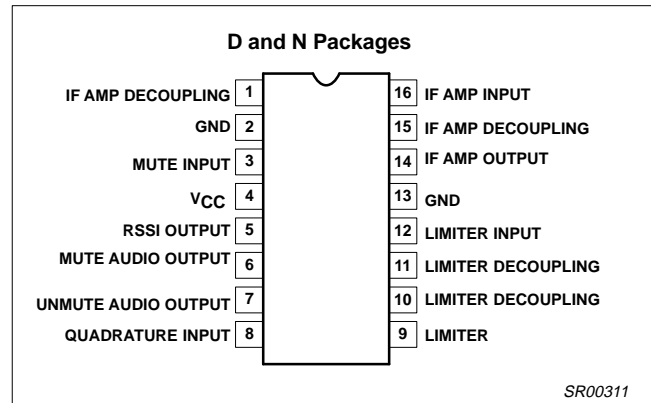 D and N Packages
IF AMP DECOUPLING 1
GND 2
MUTE INPUT 3
VCC 4
RSSI OUTPUT 5
MUTE AUDIO OUTPUT 6
UNMUTE AUDIO OUTPUT 7
QUADRATURE INPUT 8
16 IF AMP INPUT
15 IF AMP DECOUPLING
14 IF AMP OUTPUT
13 GND
12 LIMITER INPUT
11 LIMITER DECOUPLING
10 LIMITER DECOUPLING
9 LIMITER
SR00311